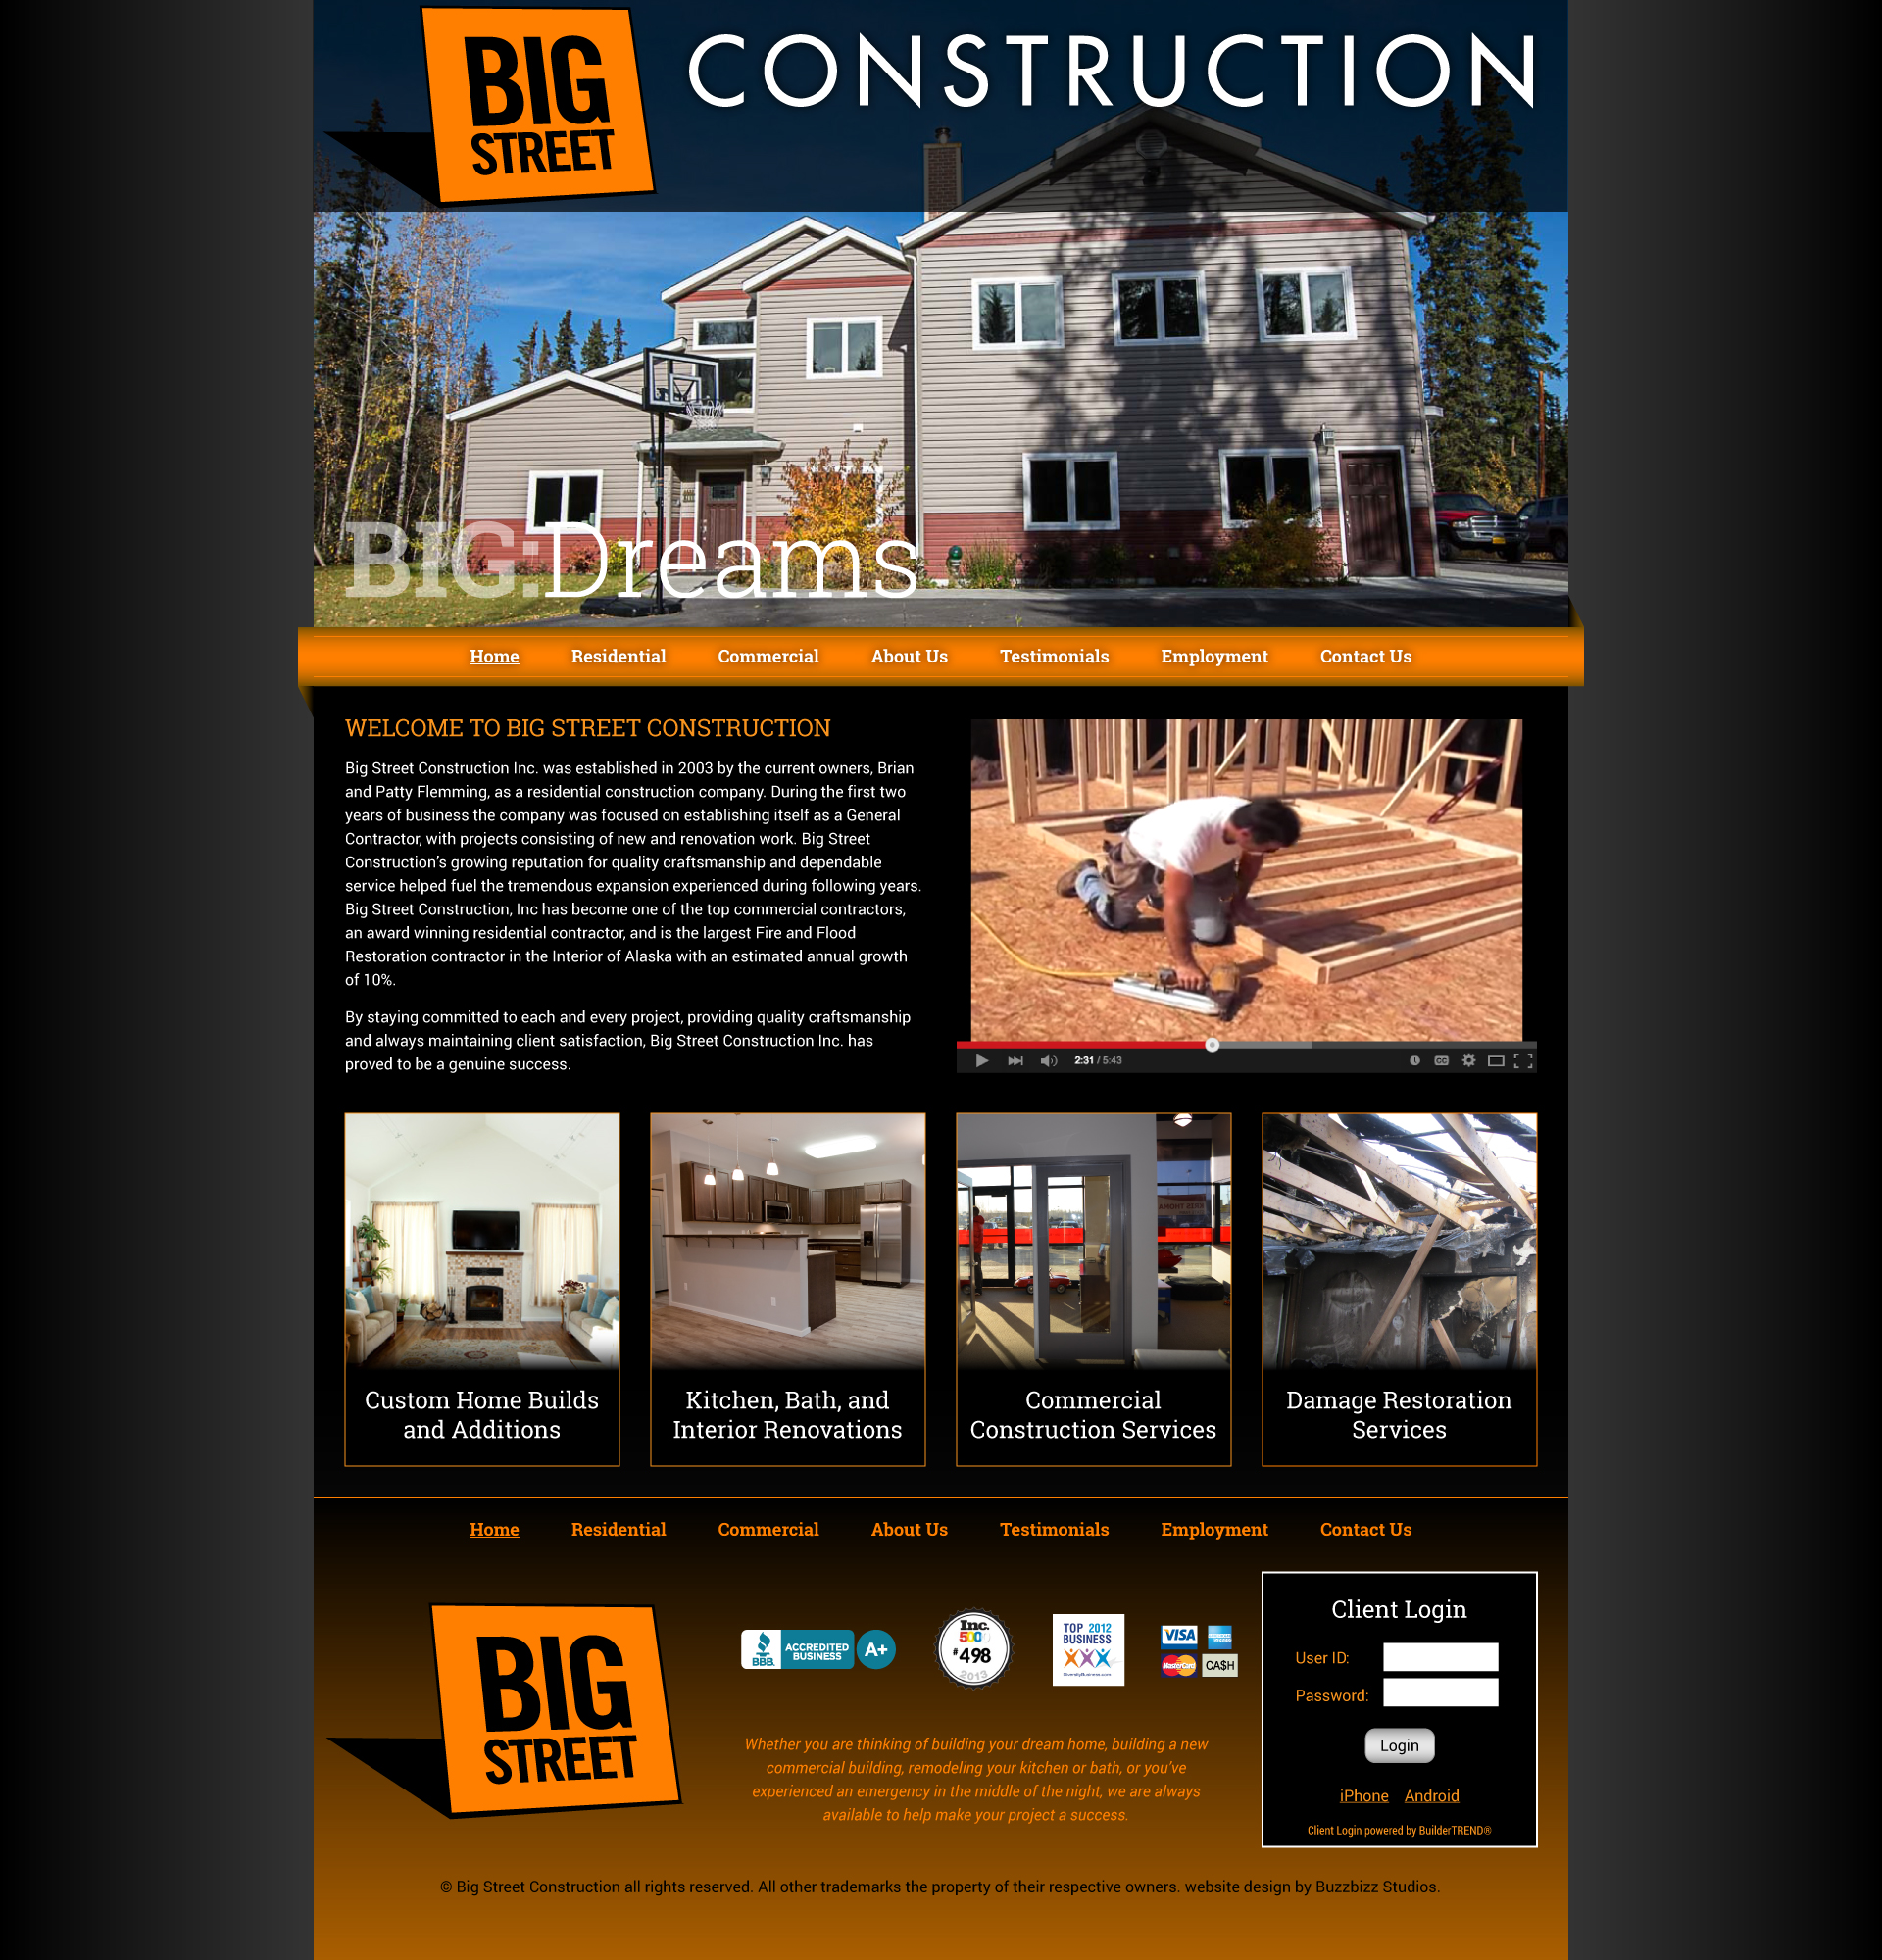 BIG
STREET
CONSTRUCTION
BIG:Dreams
Home Residential Commercial About Us Testimonials Employment Contact Us
WELCOME TO BIG STREET CONSTRUCTION
Big Street Construction Inc. was established in 2003 by the current owners, Brian
and Patty Flemming, as a residential construction company. During the first two
years of business the company was focused on establishing itself as a General
Contractor, with projects consisting of new and renovation work. Big Street
Construction's growing reputation for quality craftsmanship and dependable
service helped fuel the tremendous expansion experienced during following years.
Big Street Construction, Inc has become one of the top commercial contractors,
an award winning residential contractor, and is the largest Fire and Flood
Restoration contractor in the Interior of Alaska with an estimated annual growth
of 10%.
By staying committed to each and every project, providing quality craftsmanship
and always maintaining client satisfaction, Big Street Construction Inc. has
proved to be a genuine success.
2:31 / 5:43
CC
Custom Home Builds
and Additions
Kitchen, Bath, and
Interior Renovations
Commercial
Construction Services
Damage Restoration
Services
Home Residential Commercial About Us Testimonials Employment Contact Us
BIG
STREET
BBB.
ACCREDITED
BUSINESS
A+
Inc.
5000
#498
2013
TOP 2012
BUSINESS
DiversityBusiness.com
VISA
MasterCard
CA$H
Whether you are thinking of building your dream home, building a new
commercial building, remodeling your kitchen or bath, or you've
experienced an emergency in the middle of the night, we are always
available to help make your project a success.
Client Login
User ID:
Password:
Login
iPhone Android
Client Login powered by BuilderTREND®
© Big Street Construction all rights reserved. All other trademarks the property of their respective owners. website design by Buzzbizz Studios.